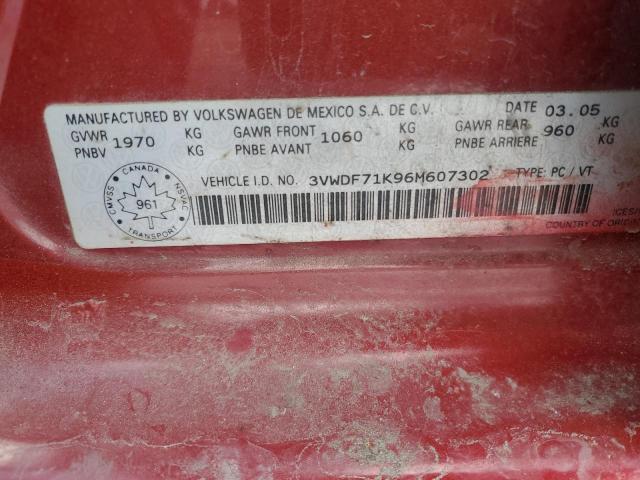 MANUFACTURED BY VOLKSWAGEN DE MEXICO S.A. DE C.V. DATE 03.05
GVWR 1970 KG GAWR FRONT 1060 KG GAWR REAR 960 KG
PNBV KG PNBE AVANT KG PNBE ARRIERE KG
VEHICLE I.D. NO. 3VWDF71K96M607302 TYPE: PC / VT
CANADA
CMVSS 961 NSVAC
TRANSPORT
COUNTRY OF